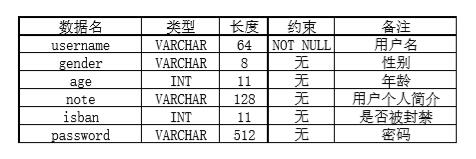 数据名 类型 长度 约束 备注
username VARCHAR 64 NOT NULL 用户名
gender VARCHAR 8 无 性别
age INT 11 无 年龄
note VARCHAR 128 无 用户个人简介
isban INT 11 无 是否被封禁
password VARCHAR 512 无 密码